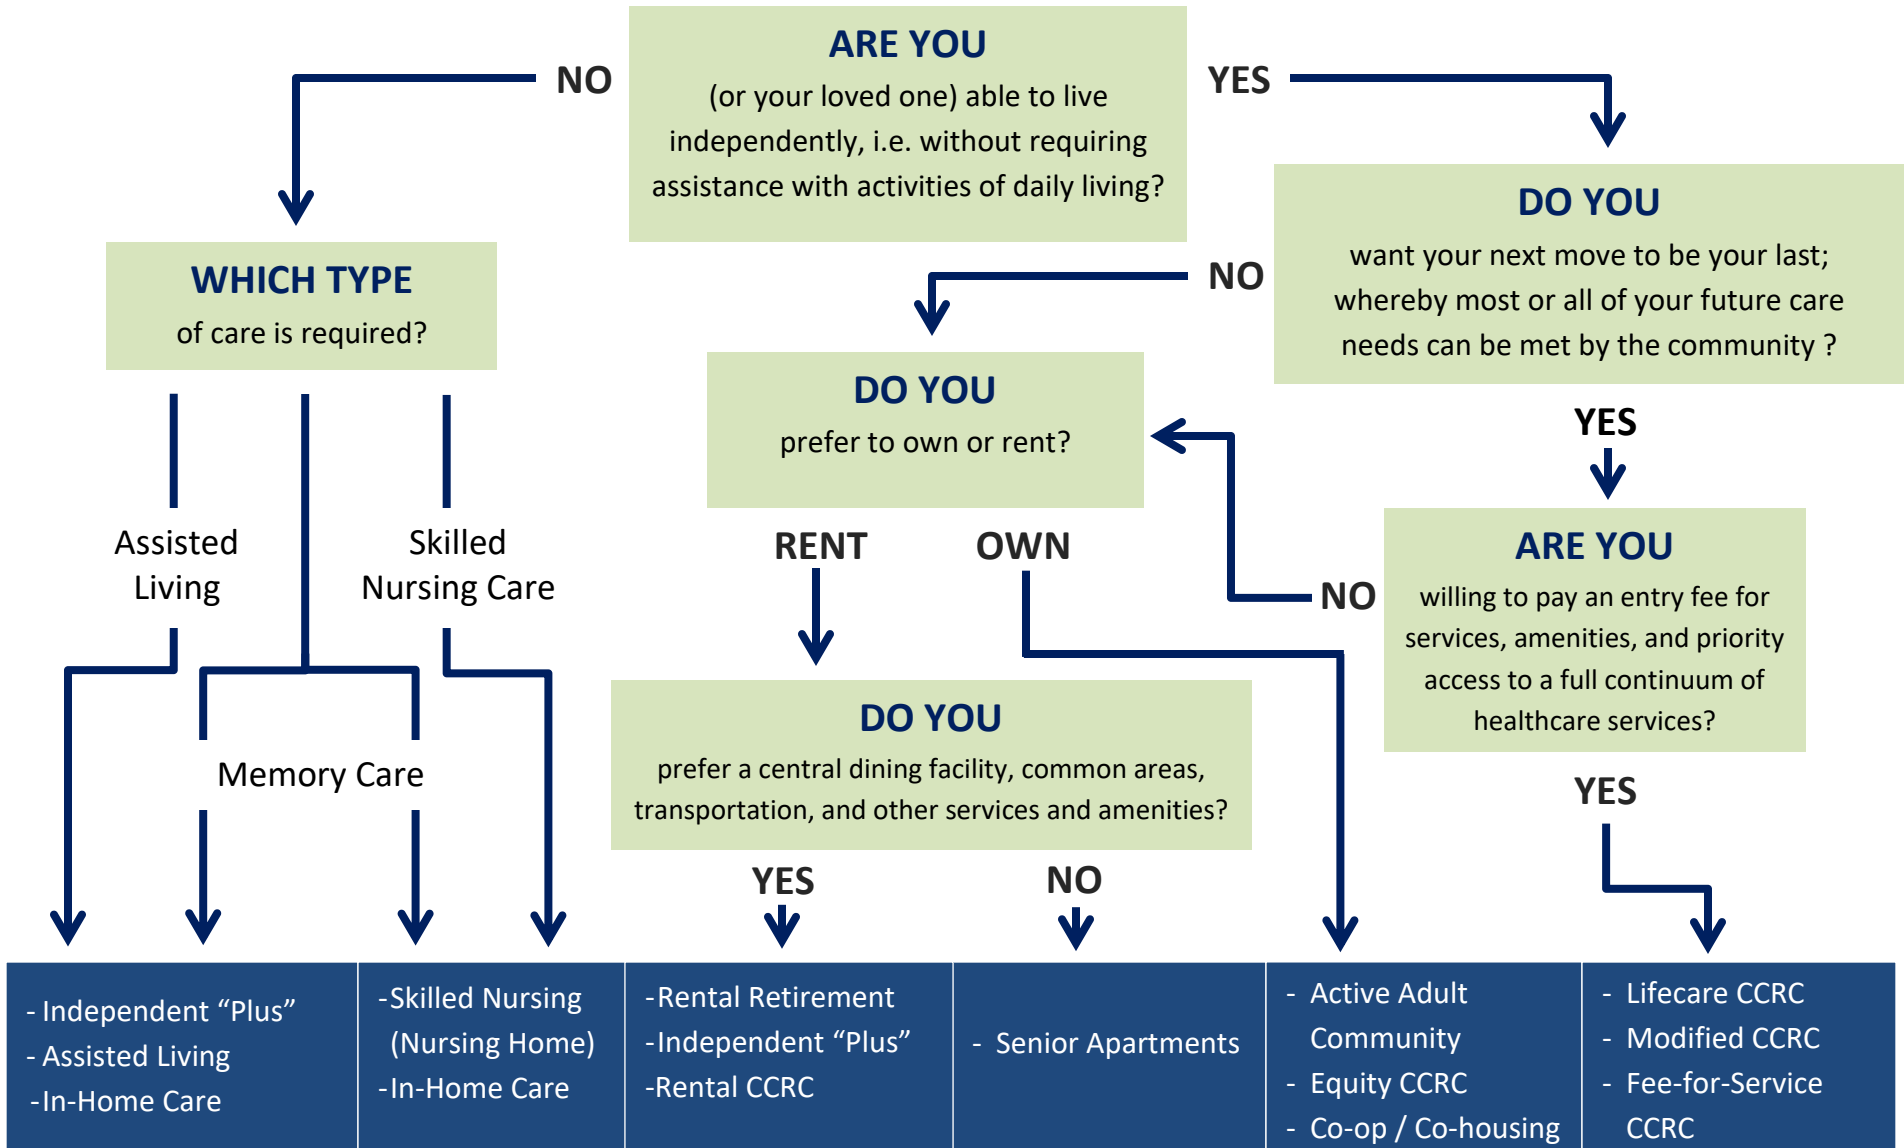 ARE YOU
(or your loved one) able to live
independently, i.e. without requiring
assistance with activities of daily living?
NO
YES
WHICH TYPE
of care is required?
DO YOU
want your next move to be your last;
whereby most or all of your future care
needs can be met by the community ?
NO
YES
DO YOU
prefer to own or rent?
ARE YOU
willing to pay an entry fee for
services, amenities, and priority
access to a full continuum of
healthcare services?
NO
YES
RENT
OWN
Assisted
Living
Skilled
Nursing Care
Memory Care
DO YOU
prefer a central dining facility, common areas,
transportation, and other services and amenities?
YES
NO
- Independent “Plus”
- Assisted Living
-In-Home Care
-Skilled Nursing
(Nursing Home)
-In-Home Care
-Rental Retirement
-Independent “Plus”
-Rental CCRC
- Senior Apartments
- Active Adult
Community
- Equity CCRC
- Co-op / Co-housing
- Lifecare CCRC
- Modified CCRC
- Fee-for-Service
CCRC